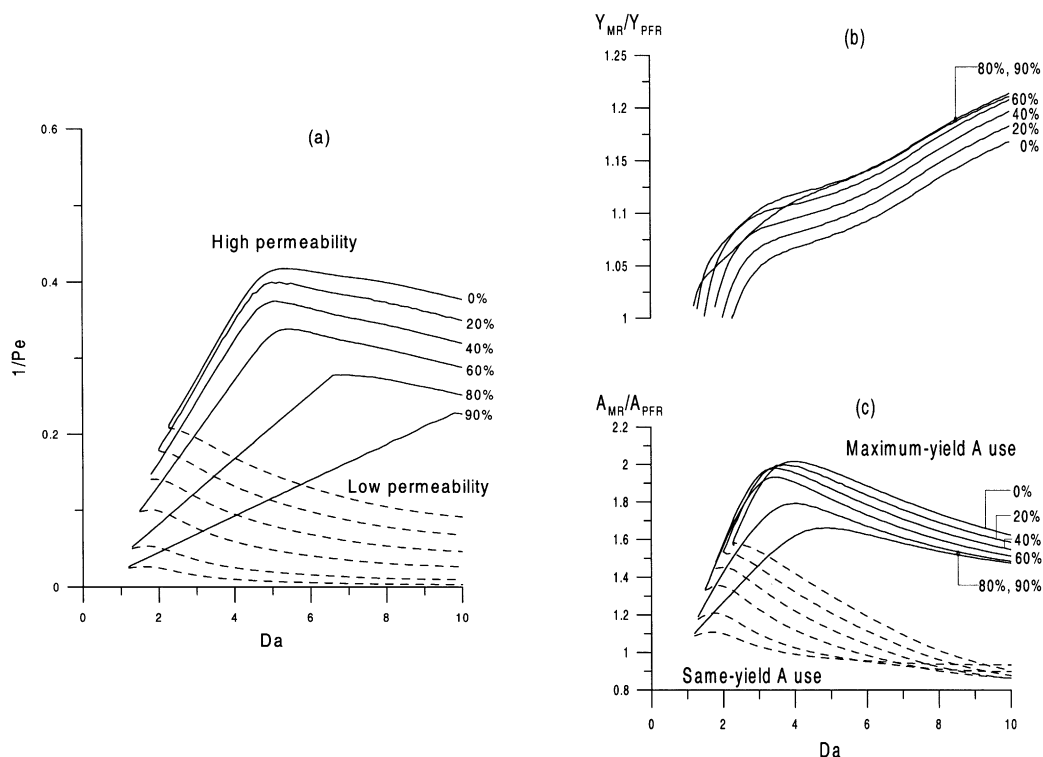 (a)
0.6
0.4
0.2
0
1/Pe
High permeability
0%
20%
40%
60%
80%
90%
Low permeability
0 2 4 6 8 10
Da
Y_MR/Y_PFR
(b)
1.25
1.2
1.15
1.1
1.05
1
80%, 90%
60%
40%
20%
0%
A_MR/A_PFR
(c)
2.2
2
1.8
1.6
1.4
1.2
1
0.8
Maximum-yield A use
0%
20%
40%
60%
80%, 90%
Same-yield A use
0 2 4 6 8 10
Da